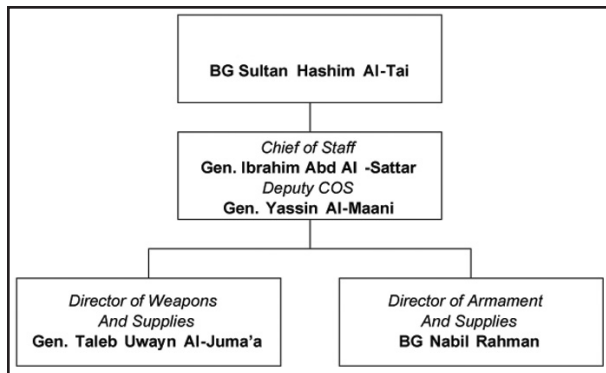 BG Sultan Hashim Al-Tai
Chief of Staff
Gen. Ibrahim Abd Al -Sattar
Deputy COS
Gen. Yassin Al-Maani
Director of Weapons
And Supplies
Gen. Taleb Uwayn Al-Juma’a
Director of Armament
And Supplies
BG Nabil Rahman